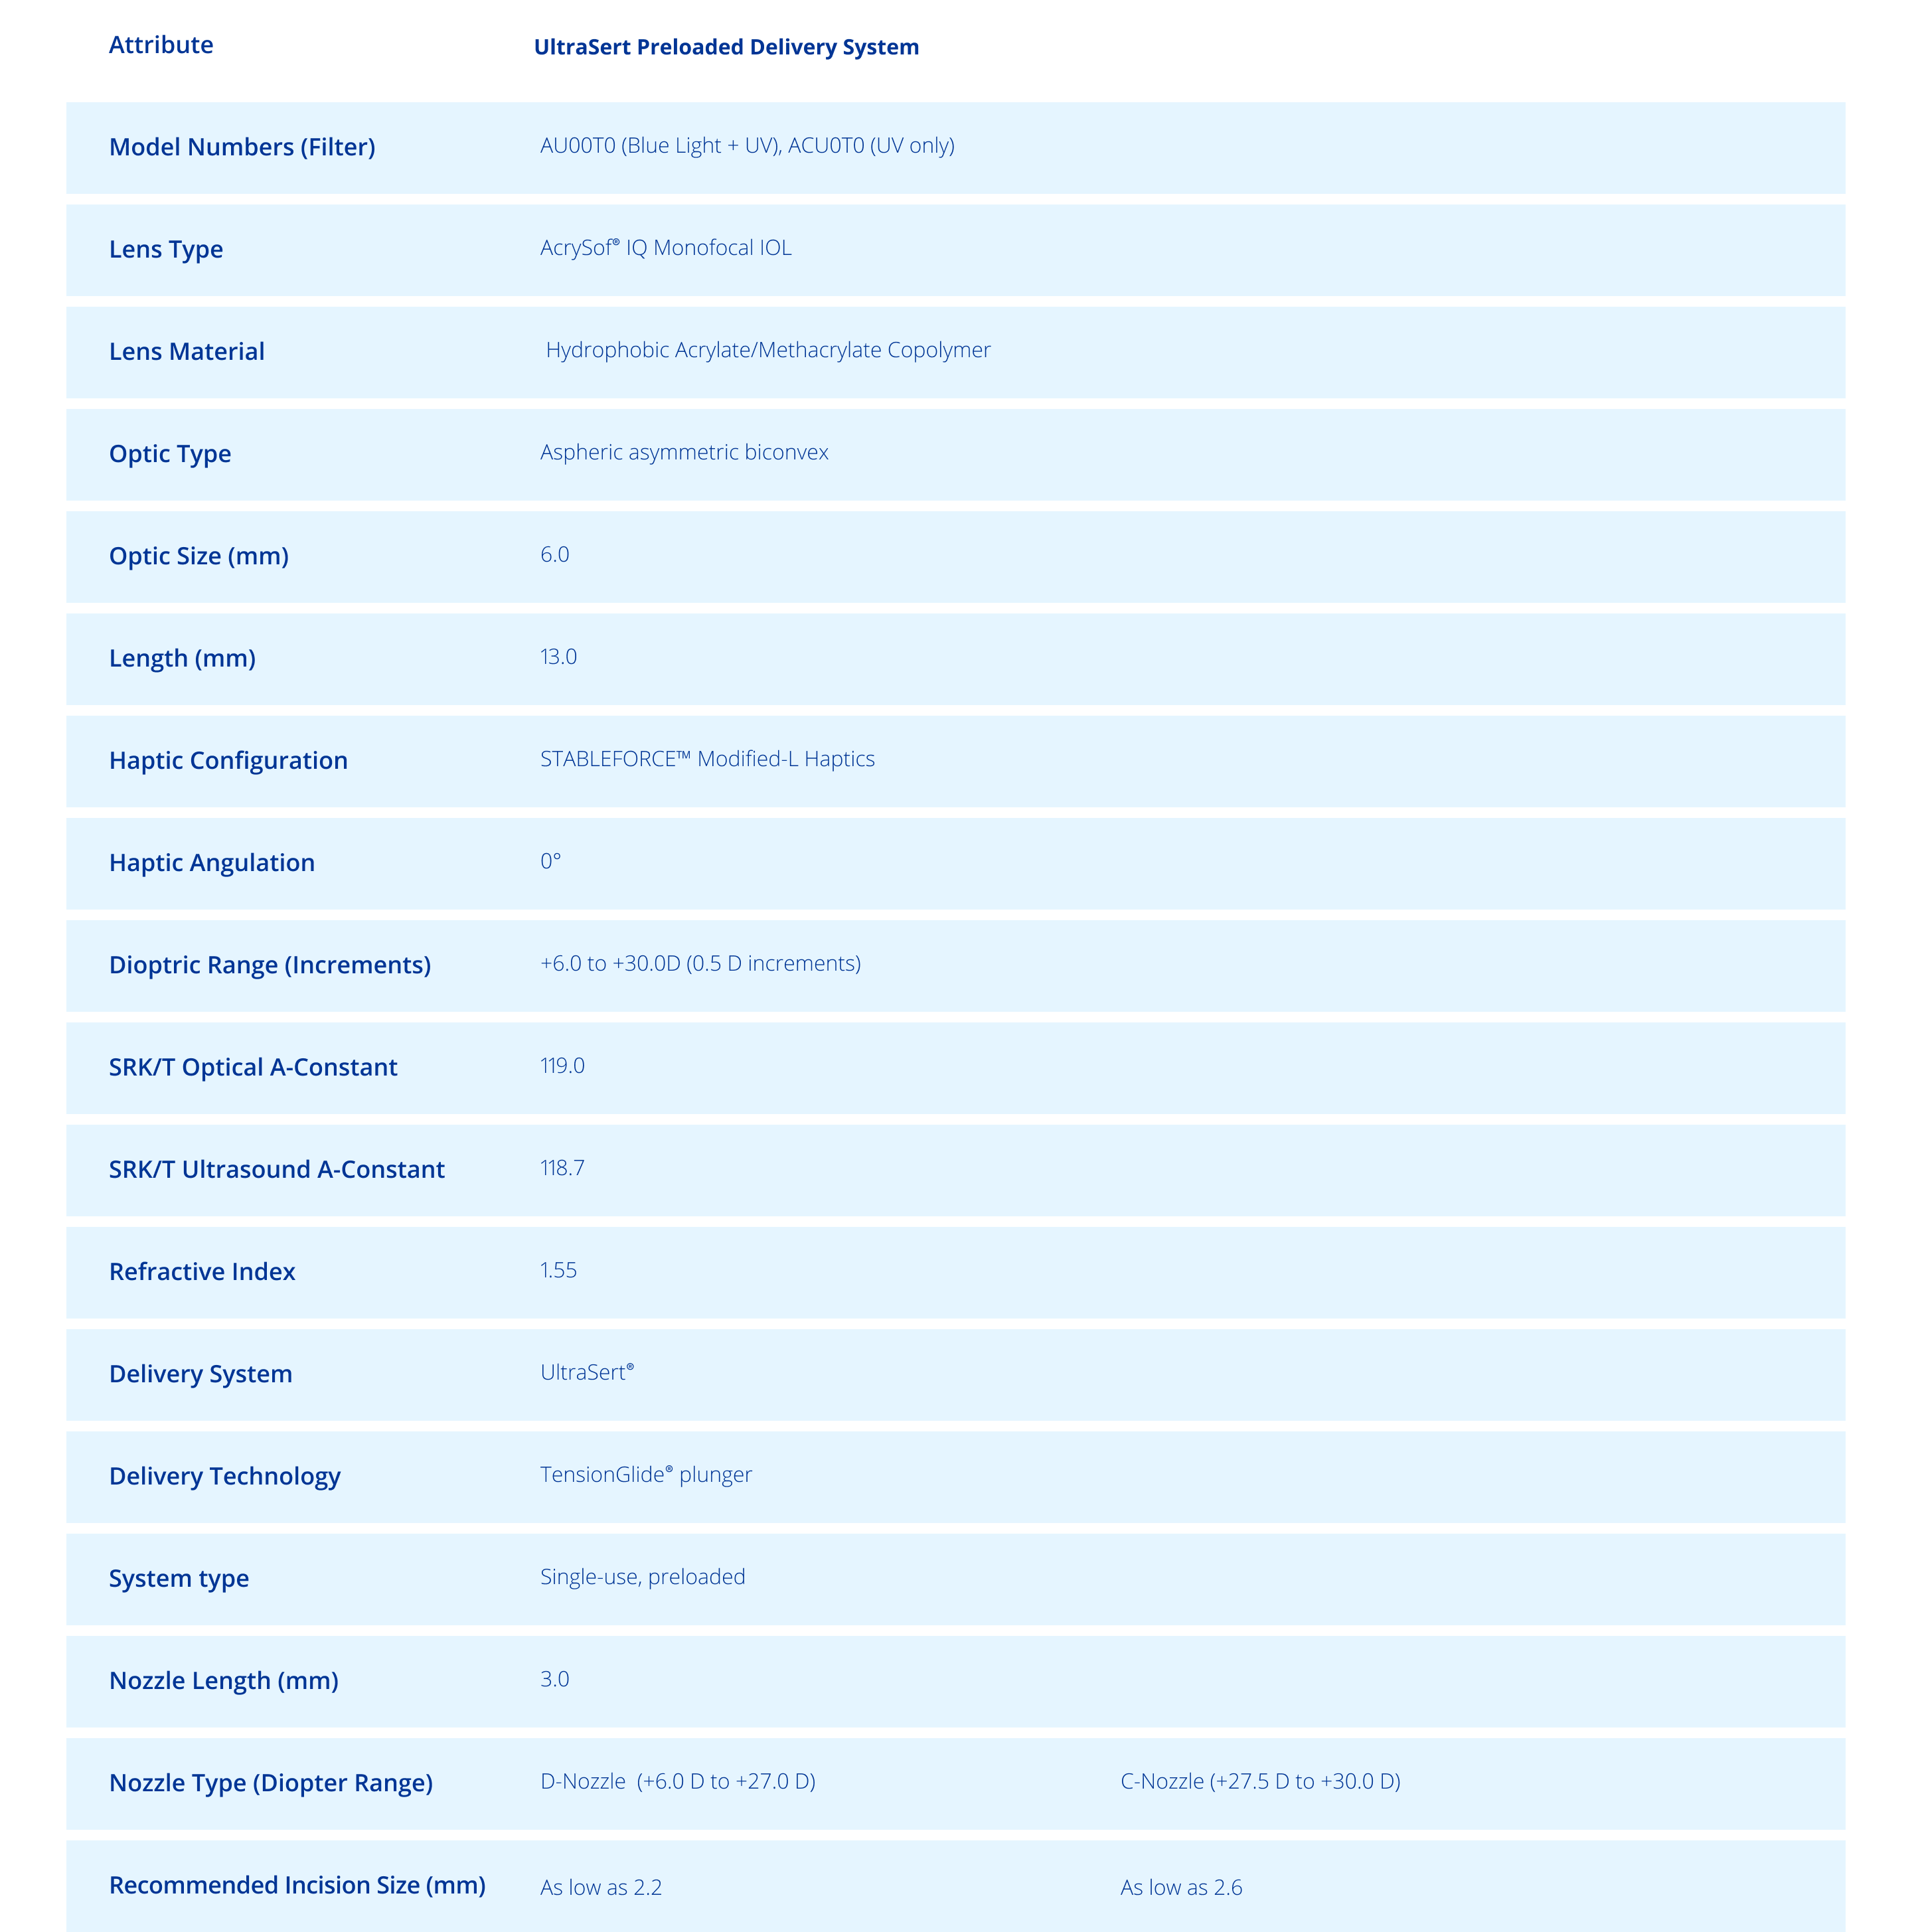 Attribute UltraSert Preloaded Delivery System
Model Numbers (Filter) AU00T0 (Blue Light + UV), ACU0T0 (UV only)
Lens Type AcrySof® IQ Monofocal IOL
Lens Material Hydrophobic Acrylate/Methacrylate Copolymer
Optic Type Aspheric asymmetric biconvex
Optic Size (mm) 6.0
Length (mm) 13.0
Haptic Configuration STABLEFORCE™ Modified-L Haptics
Haptic Angulation 0°
Dioptric Range (Increments) +6.0 to +30.0D (0.5 D increments)
SRK/T Optical A-Constant 119.0
SRK/T Ultrasound A-Constant 118.7
Refractive Index 1.55
Delivery System UltraSert®
Delivery Technology TensionGlide® plunger
System type Single-use, preloaded
Nozzle Length (mm) 3.0
Nozzle Type (Diopter Range) D-Nozzle (+6.0 D to +27.0 D) C-Nozzle (+27.5 D to +30.0 D)
Recommended Incision Size (mm) As low as 2.2 As low as 2.6